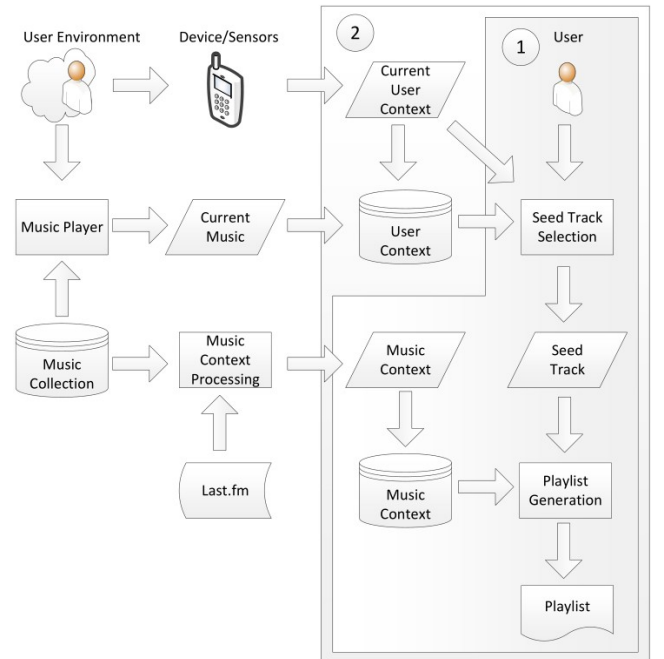 User Environment
Device/Sensors
2
1
User
Current
User
Context
Music Player
Current
Music
User
Context
Seed Track
Selection
Music
Collection
Music
Context
Processing
Music
Context
Seed
Track
Last.fm
Music
Context
Playlist
Generation
Playlist